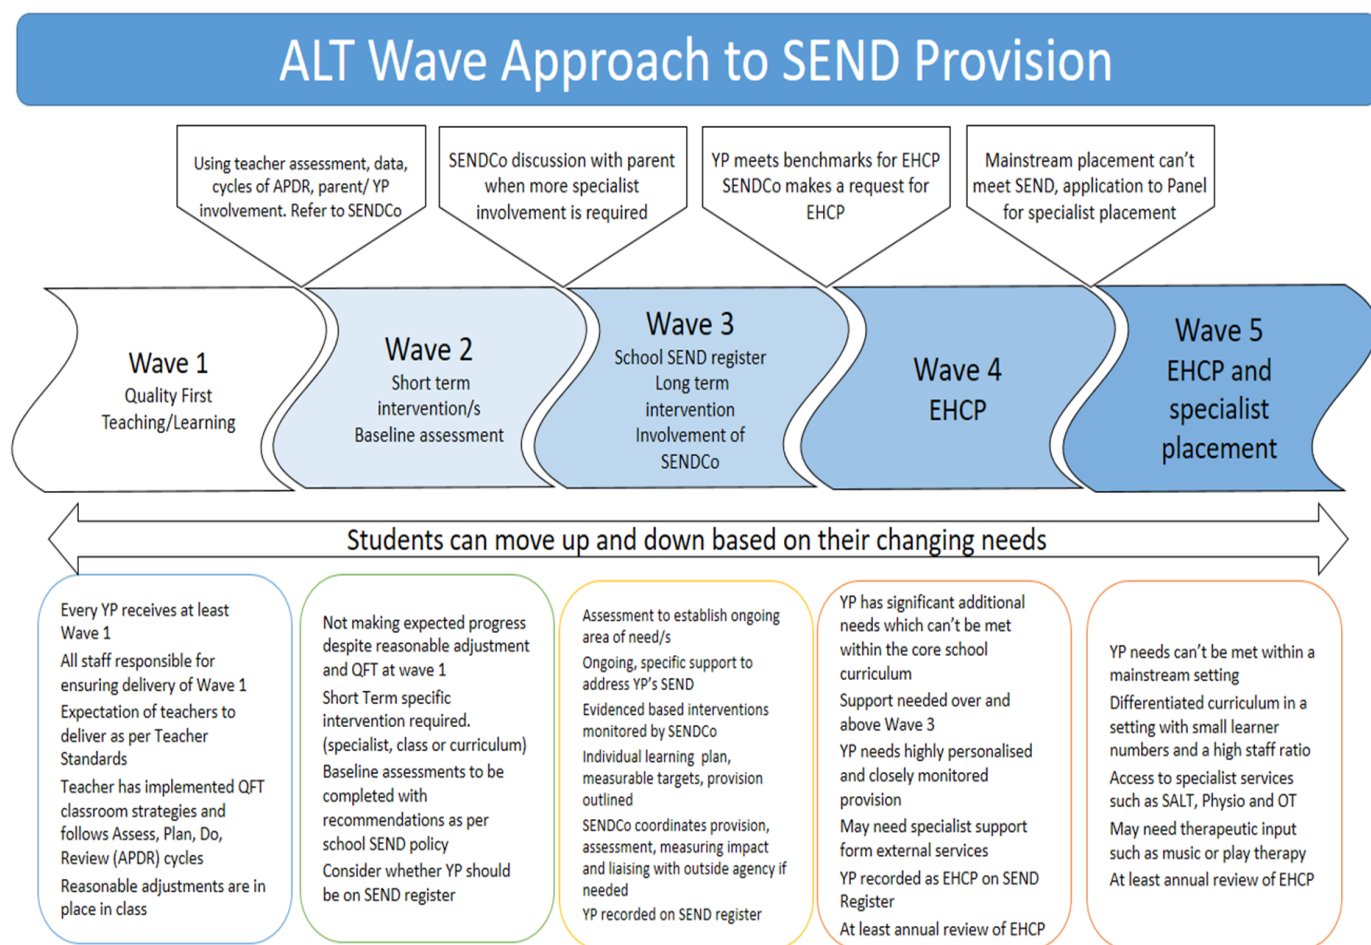 ALT Wave Approach to SEND Provision
Using teacher assessment, data,
cycles of APDR, parent/ YP
involvement. Refer to SENDCo
SENDCo discussion with parent
when more specialist
involvement is required
YP meets benchmarks for EHCP
SENDCo makes a request for
EHCP
Mainstream placement can't
meet SEND, application to Panel
for specialist placement
Wave 1
Quality First
Teaching/Learning
Wave 2
Short term
intervention/s
Baseline assessment
Wave 3
School SEND register
Long term
intervention
Involvement of
SENDCo
Wave 4
EHCP
Wave 5
EHCP and
specialist
placement
Students can move up and down based on their changing needs
Every YP receives at least
Wave 1
All staff responsible for
ensuring delivery of Wave 1
Expectation of teachers to
deliver as per Teacher
Standards
Teacher has implemented QFT
classroom strategies and
follows Assess, Plan, Do,
Review (APDR) cycles
Reasonable adjustments are in
place in class
Not making expected progress
despite reasonable adjustment
and QFT at wave 1
Short Term specific
intervention required.
(specialist, class or curriculum)
Baseline assessments to be
completed with
recommendations as per
school SEND policy
Consider whether YP should
be on SEND register
Assessment to establish ongoing
area of need/s
Ongoing, specific support to
address YP's SEND
Evidenced based interventions
monitored by SENDCo
Individual learning plan,
measurable targets, provision
outlined
SENDCo coordinates provision,
assessment, measuring impact
and liaising with outside agency if
needed
YP recorded on SEND register
YP has significant additional
needs which can't be met
within the core school
curriculum
Support needed over and
above Wave 3
YP needs highly personalised
and closely monitored
provision
May need specialist support
form external services
YP recorded as EHCP on SEND
Register
At least annual review of EHCP
YP needs can't be met within a
mainstream setting
Differentiated curriculum in a
setting with small learner
numbers and a high staff ratio
Access to specialist services
such as SALT, Physio and OT
May need therapeutic input
such as music or play therapy
At least annual review of EHCP